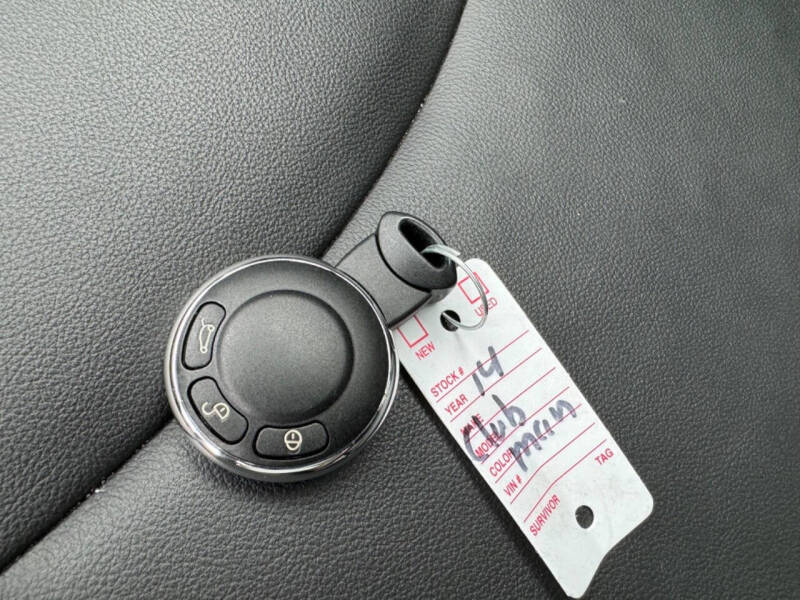 USED
NEW
STOCK #
YEAR 14
MAKE
MODEL Club
COLOR man
VIN #
SURVIVOR TAG